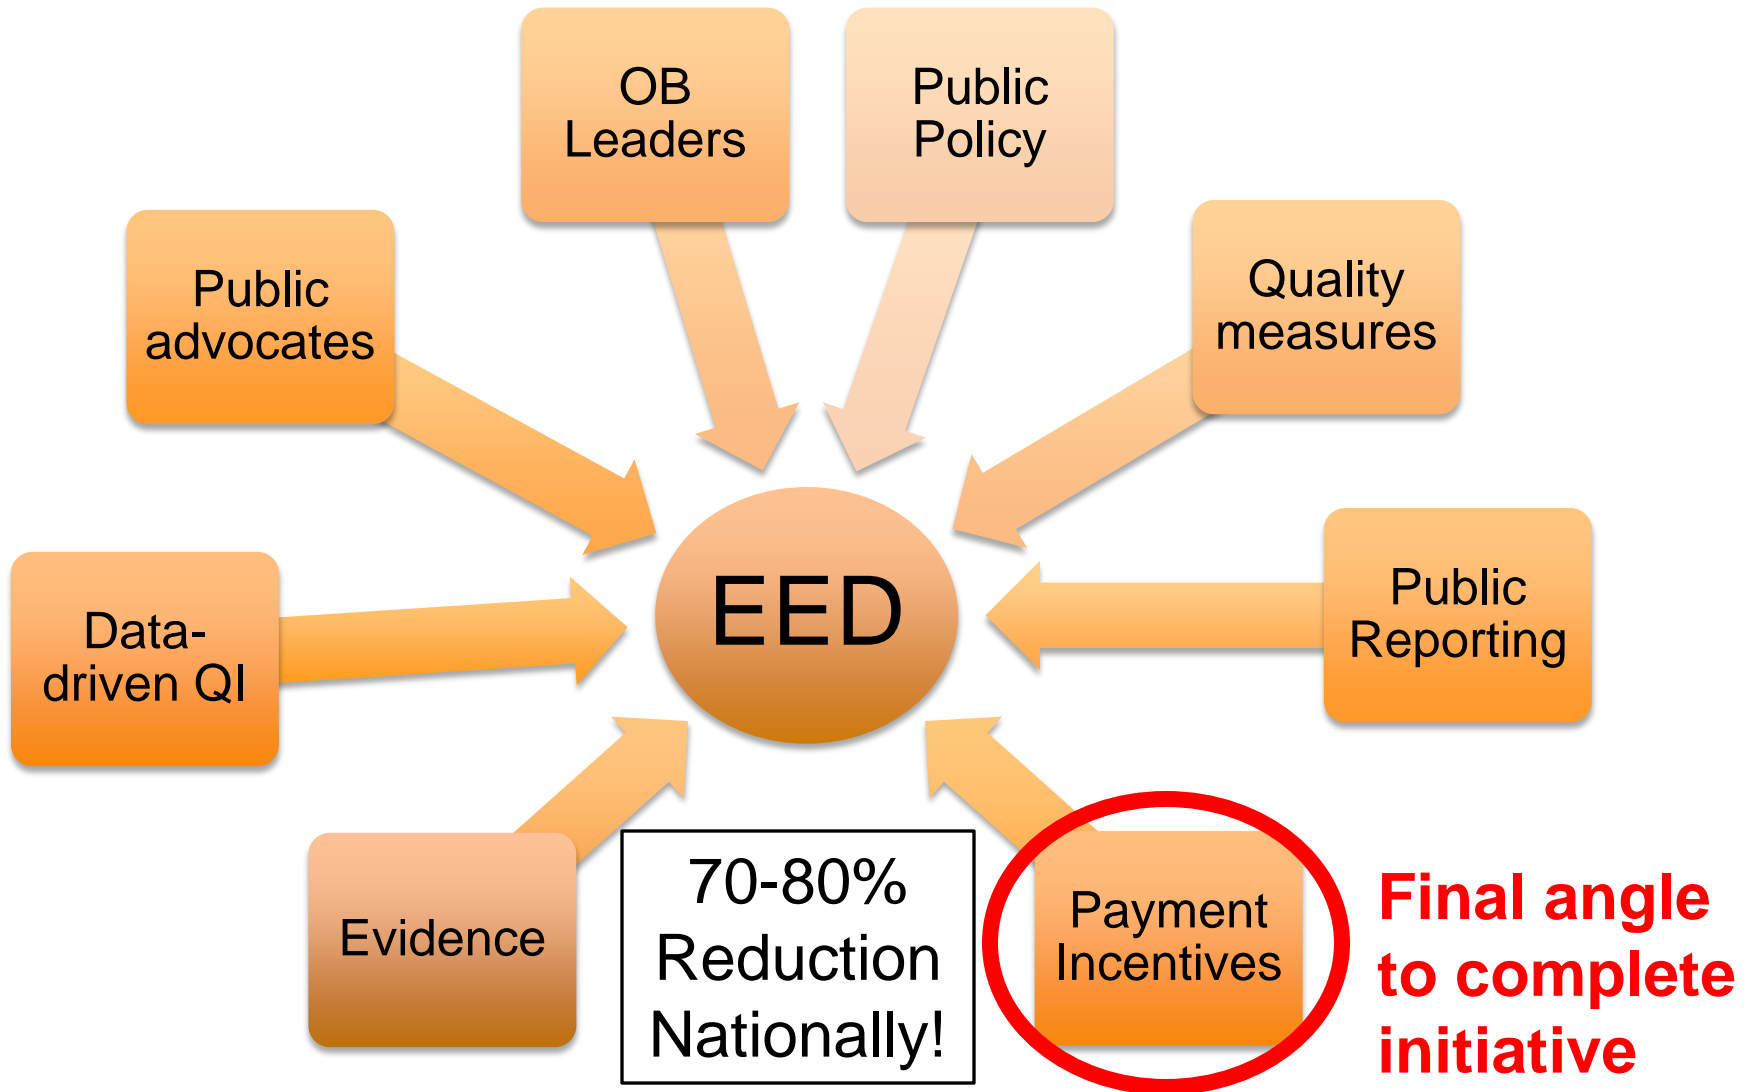 OB
Leaders
Public
Policy
Public
advocates
Quality
measures
Data-
driven QI
EED
Public
Reporting
Evidence
70-80%
Reduction
Nationally!
Payment
Incentives
Final angle
to complete
initiative